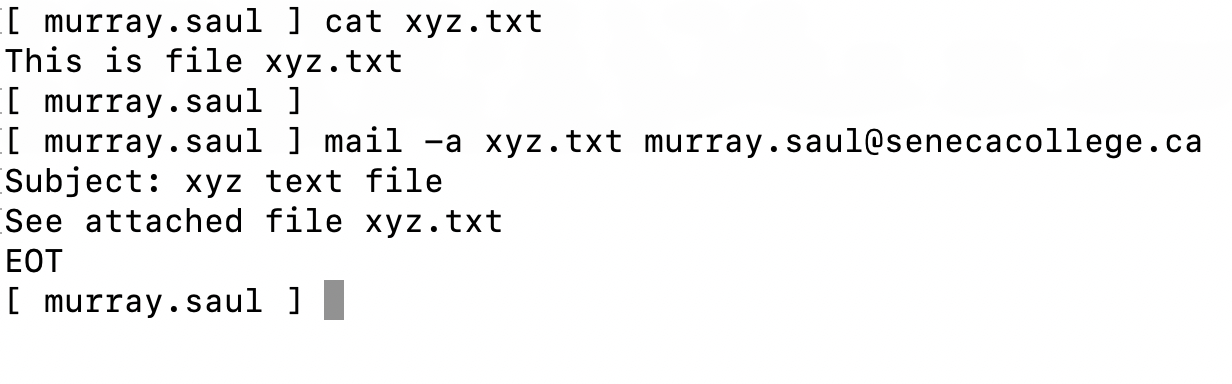 [ murray.saul ] cat xyz.txt
This is file xyz.txt
[ murray.saul ]
[ murray.saul ] mail -a xyz.txt murray.saul@senecacollege.ca
Subject: xyz text file
See attached file xyz.txt
EOT
[ murray.saul ]